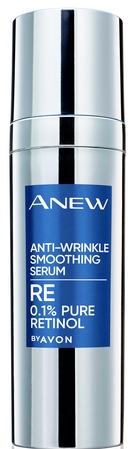 ANEW
ANTI-WRINKLE
SMOOTHING
SERUM
RE
0.1% PURE
RETINOL
BY AVON